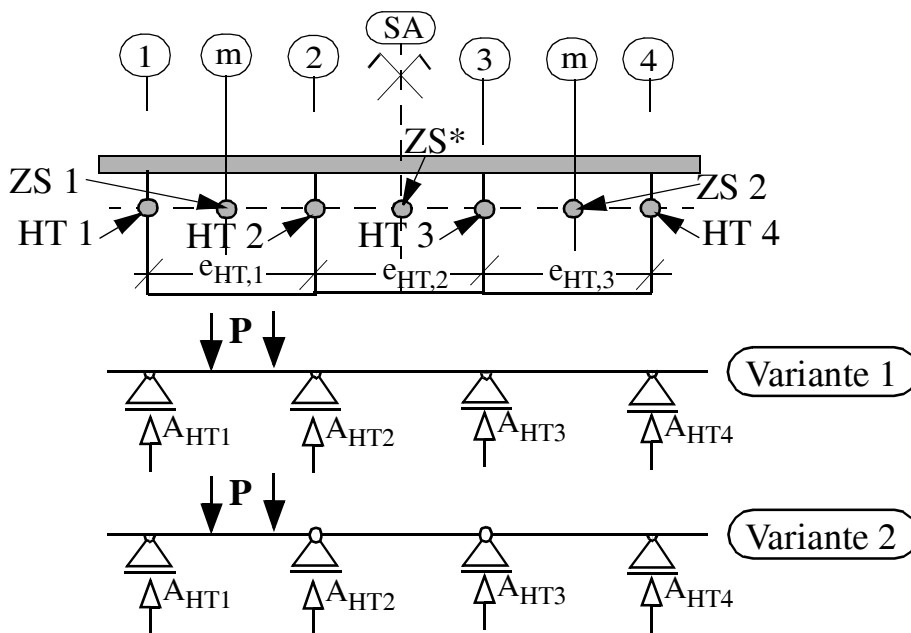 SA
1 m 2 3 m 4
ZS*
ZS 1 ZS 2
HT 1 HT 2 HT 3 HT 4
eHT,1 eHT,2 eHT,3
P
Variante 1
AHT1 AHT2 AHT3 AHT4
P
Variante 2
AHT1 AHT2 AHT3 AHT4